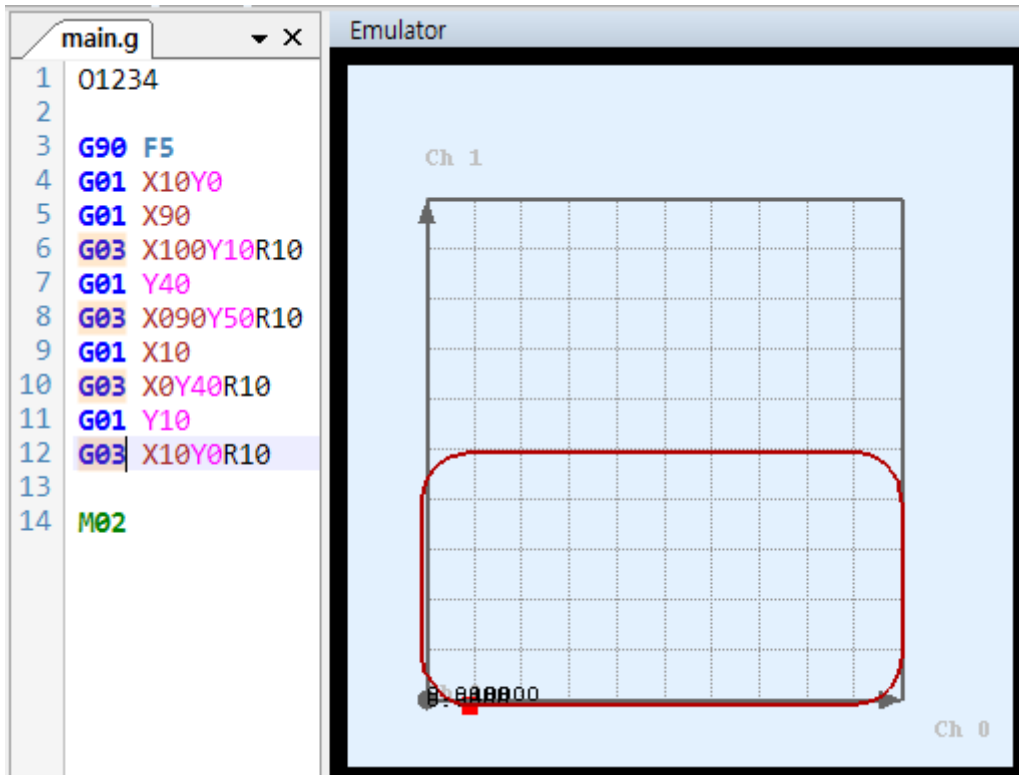 main.g
Emulator
1 O1234
2
3 G90 F5
4 G01 X10Y0
5 G01 X90
6 G03 X100Y10R10
7 G01 Y40
8 G03 X090Y50R10
9 G01 X10
10 G03 X0Y40R10
11 G01 Y10
12 G03 X10Y0R10
13
14 M02
Ch 1
Ch 0